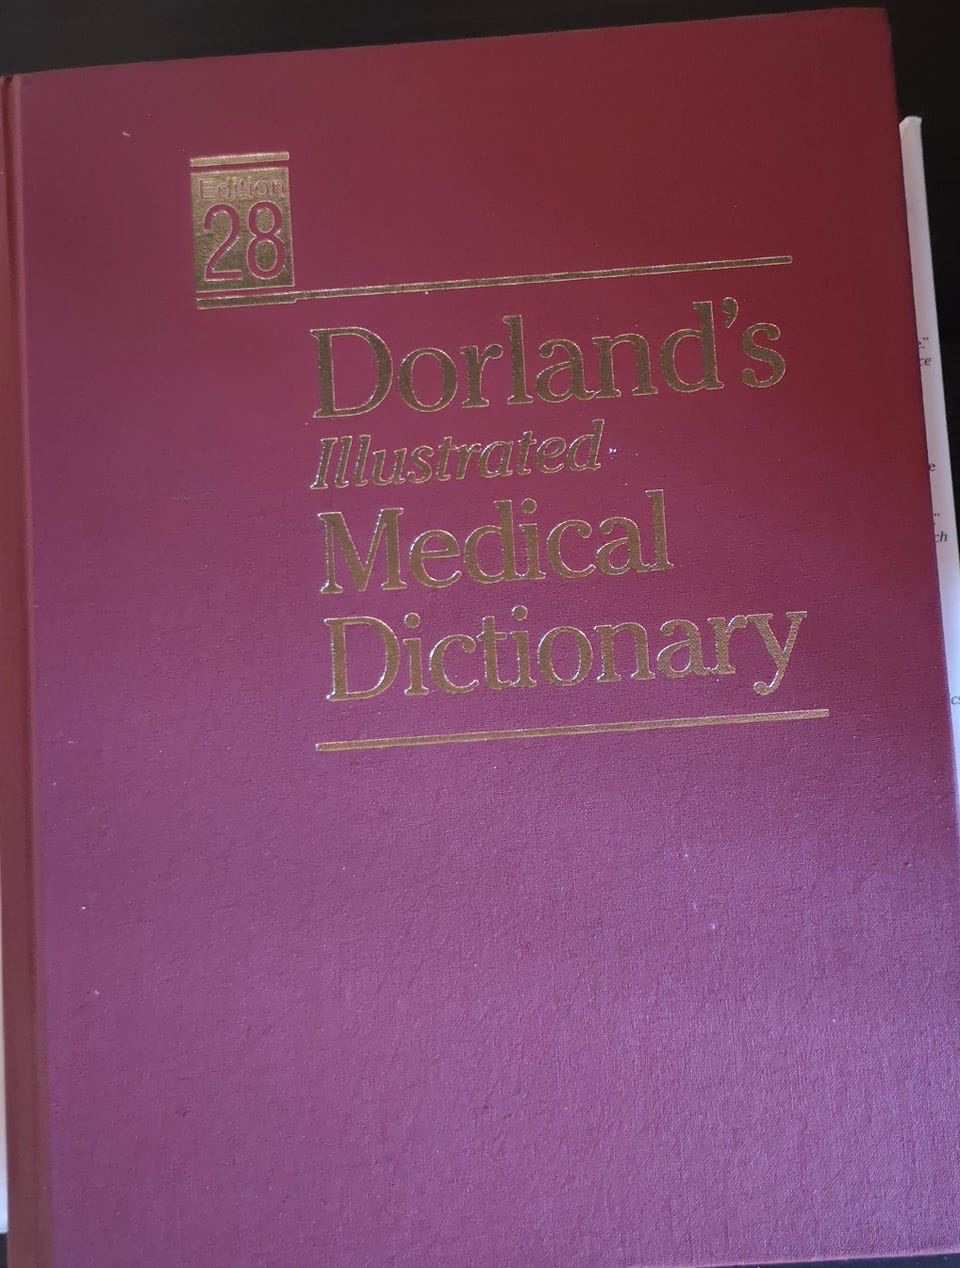 Edition
28
Dorland's
Illustrated
Medical
Dictionary